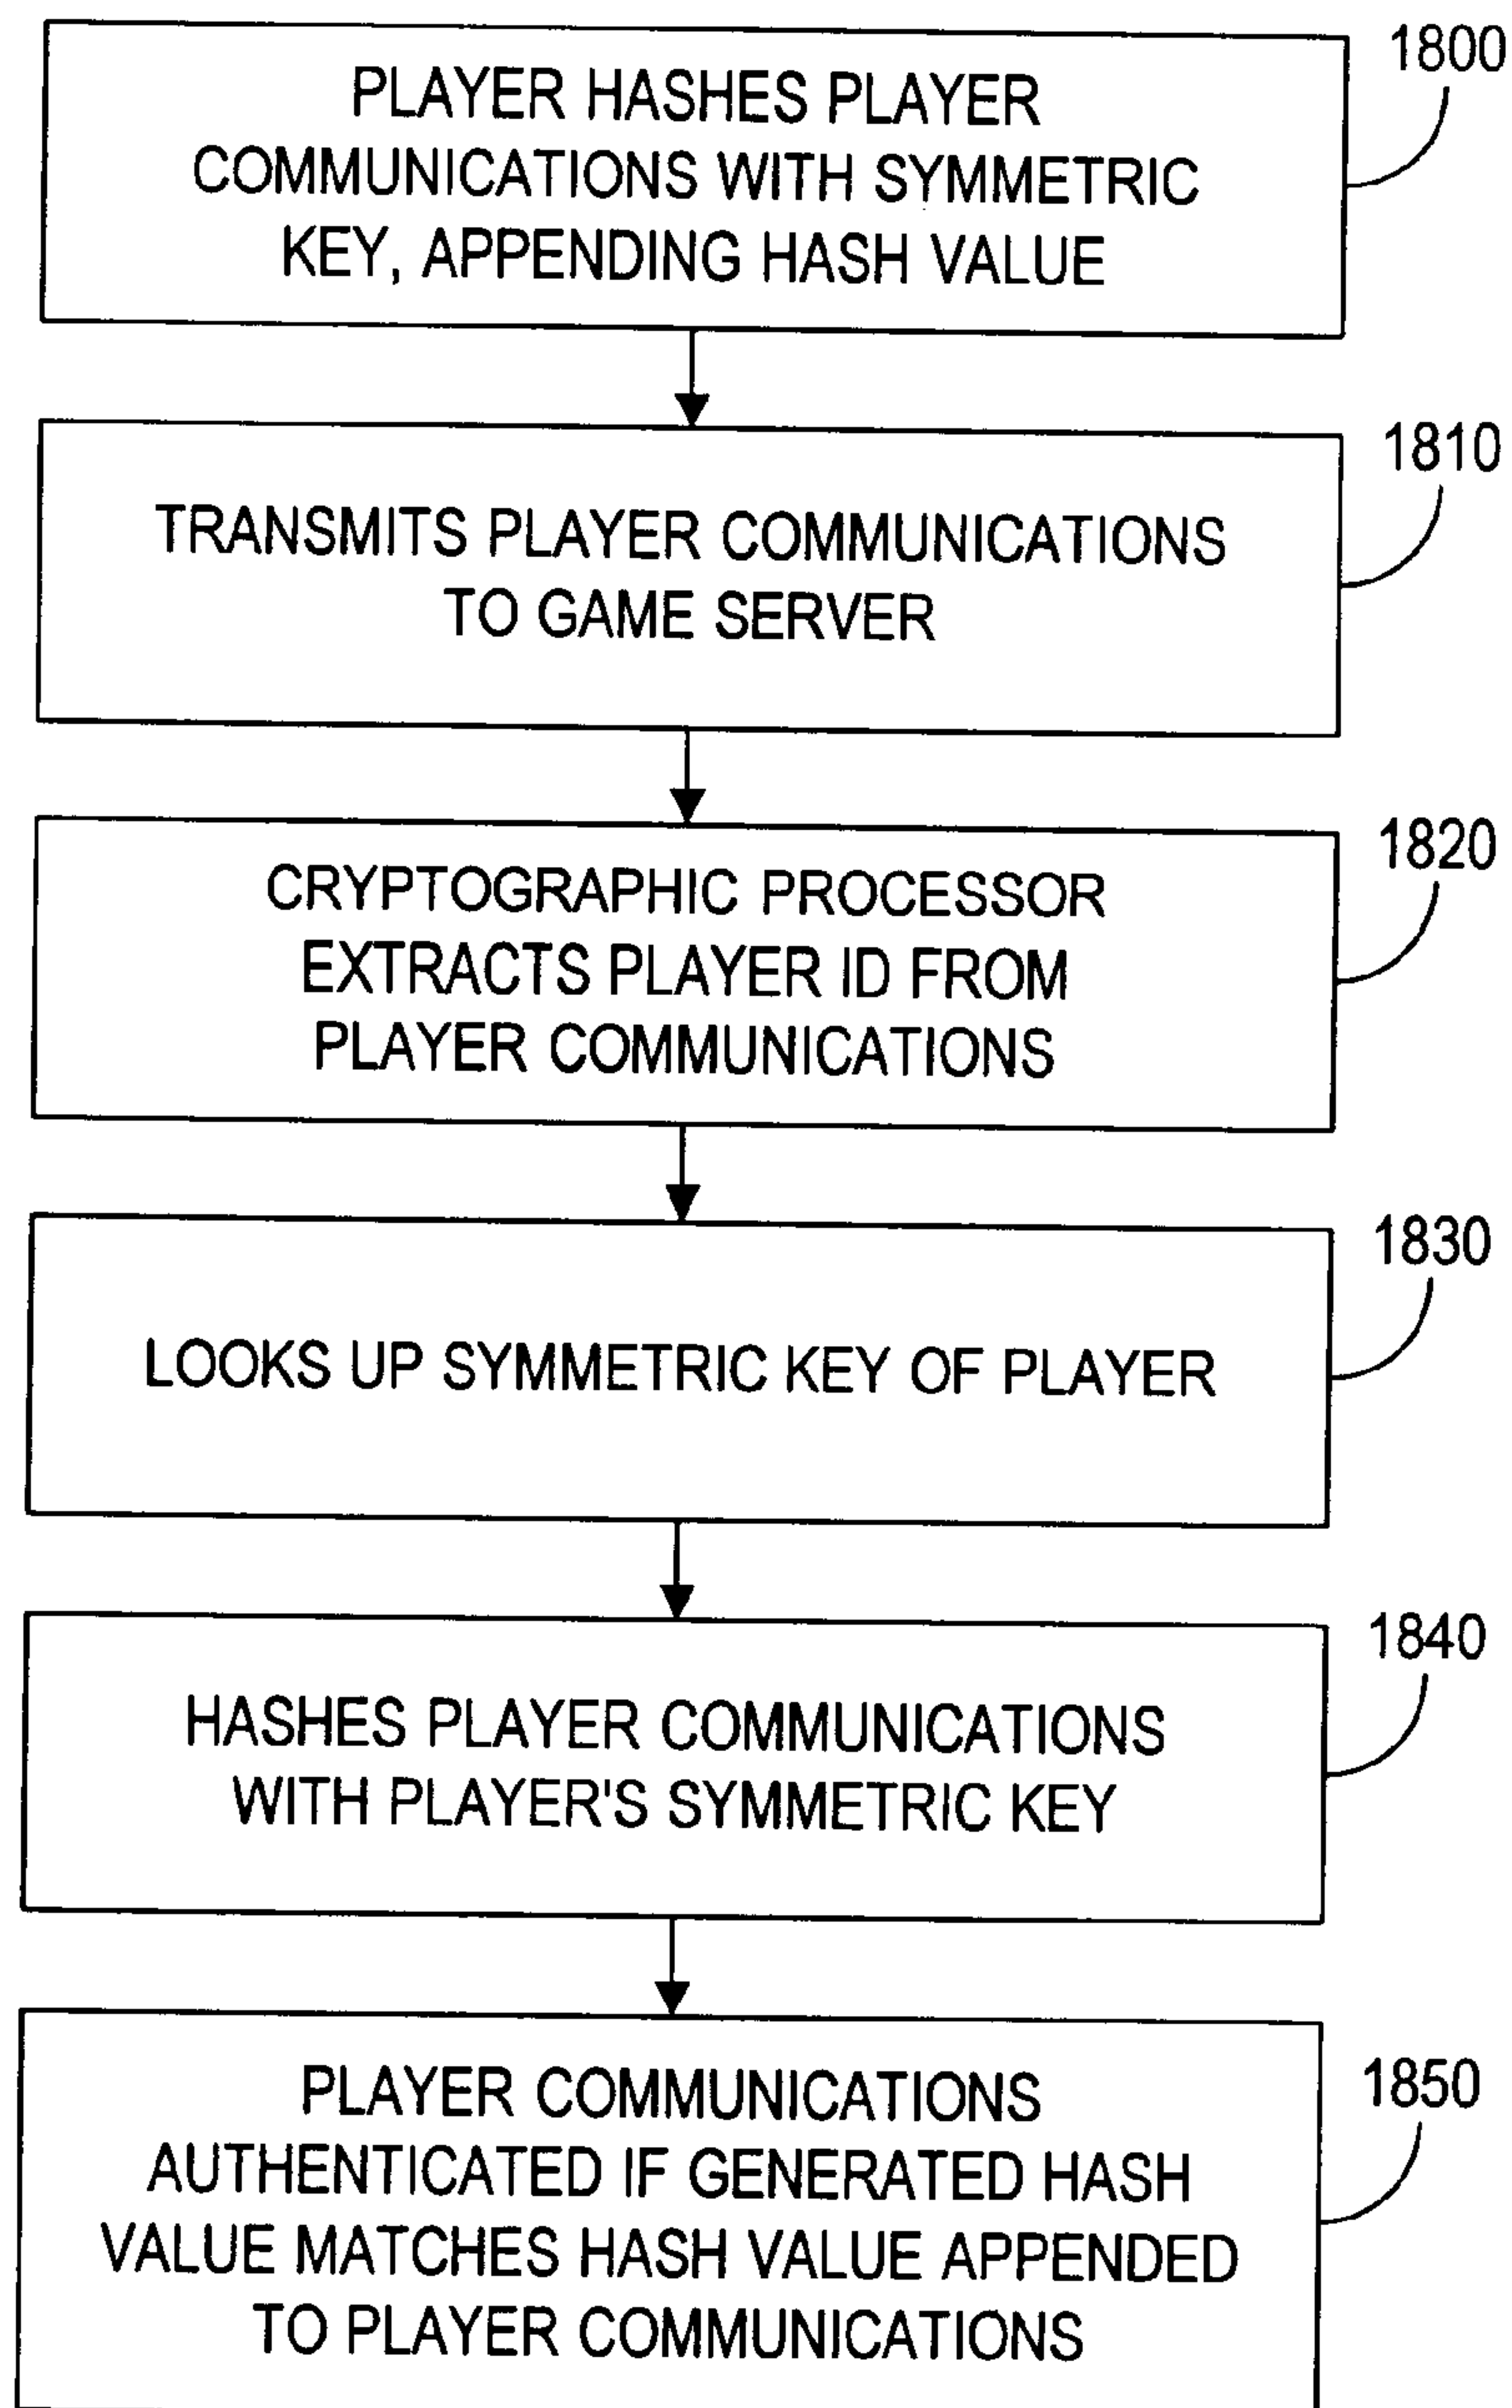 1800
PLAYER HASHES PLAYER
COMMUNICATIONS WITH SYMMETRIC
KEY, APPENDING HASH VALUE
1810
TRANSMITS PLAYER COMMUNICATIONS
TO GAME SERVER
1820
CRYPTOGRAPHIC PROCESSOR
EXTRACTS PLAYER ID FROM
PLAYER COMMUNICATIONS
1830
LOOKS UP SYMMETRIC KEY OF PLAYER
1840
HASHES PLAYER COMMUNICATIONS
WITH PLAYER'S SYMMETRIC KEY
1850
PLAYER COMMUNICATIONS
AUTHENTICATED IF GENERATED HASH
VALUE MATCHES HASH VALUE APPENDED
TO PLAYER COMMUNICATIONS